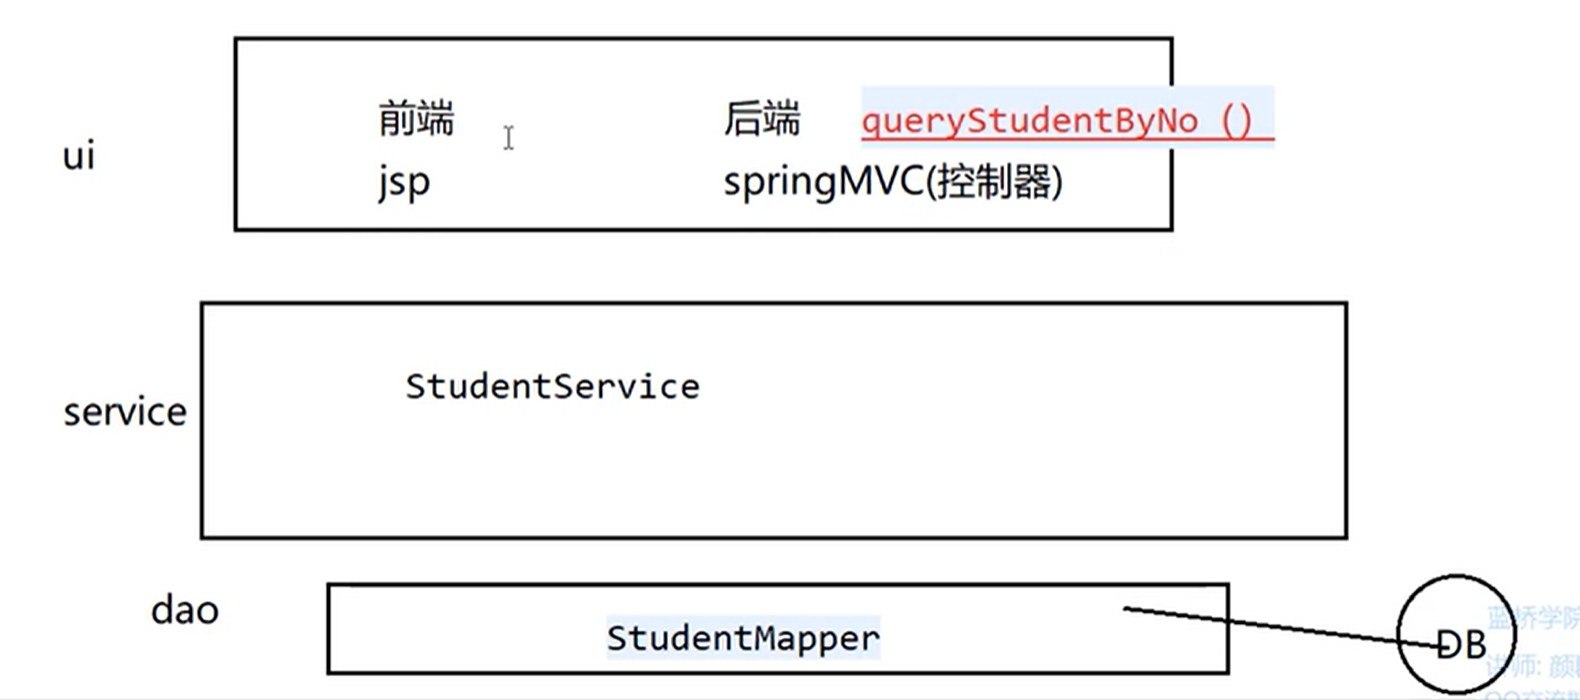 ui
前端
后端 queryStudentByNo ()
jsp
springMVC(控制器)
service
StudentService
dao
StudentMapper
DB
蓝桥学院
讲师: 颜